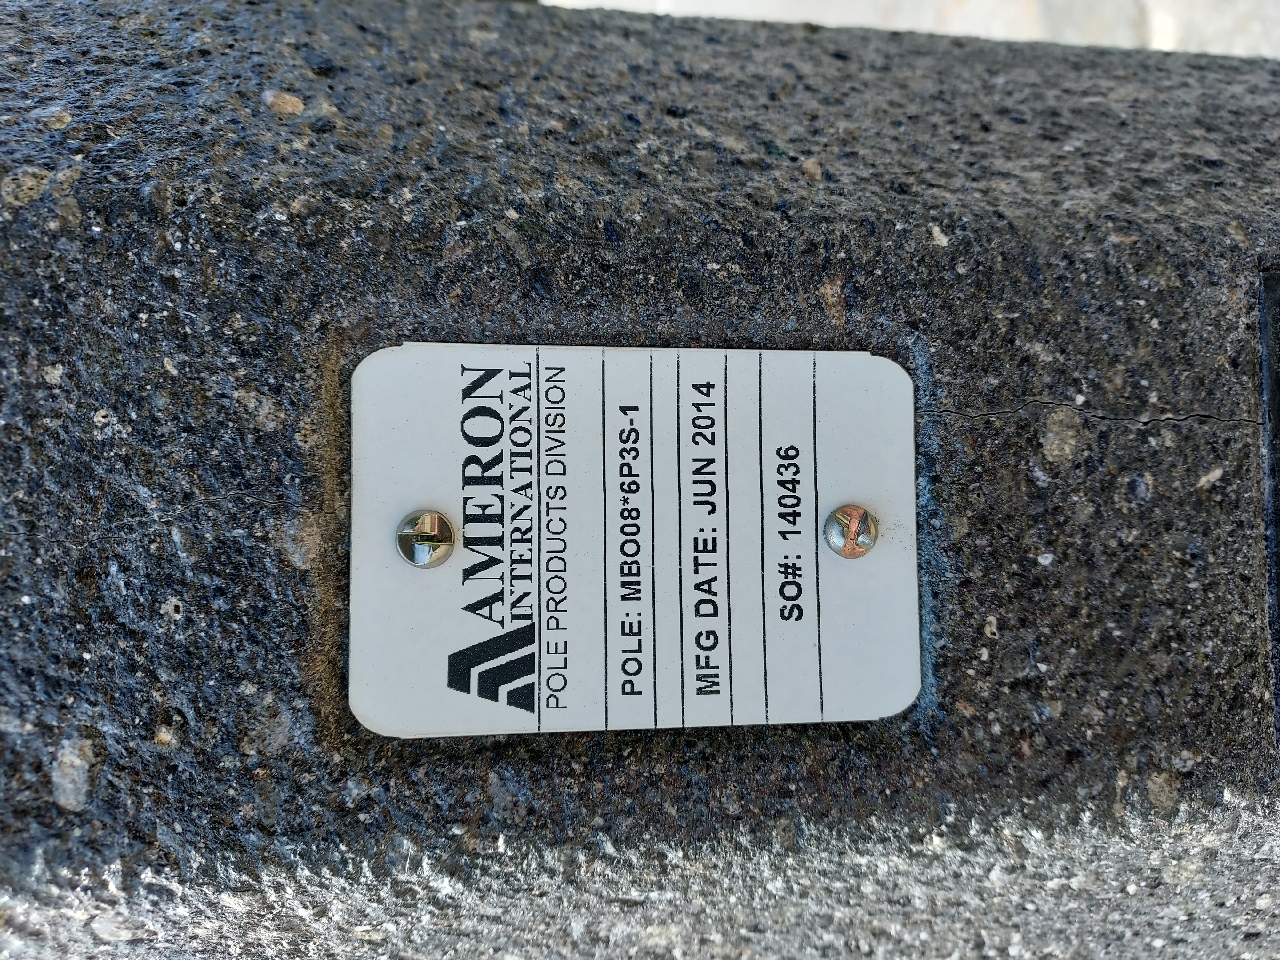 AMERON
INTERNATIONAL
POLE PRODUCTS DIVISION
POLE: MBO08*6P3S-1
MFG DATE: JUN 2014
SO#: 140436